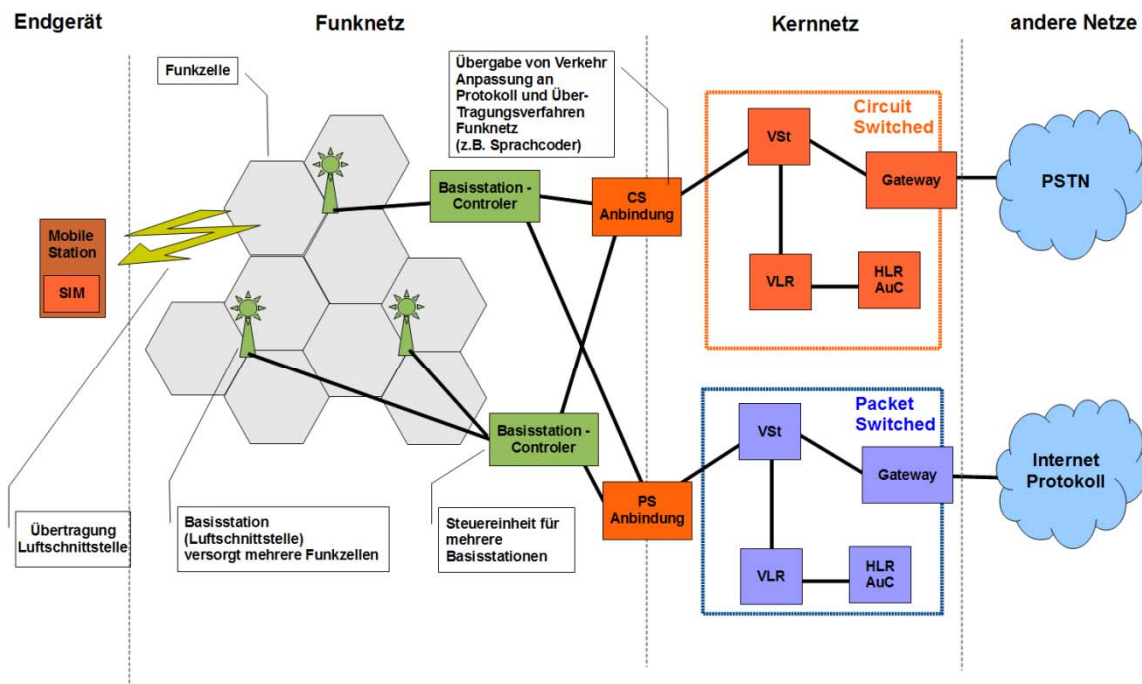 Endgerät
Funknetz
Kernnetz
andere Netze
Funkzelle
Übergabe von Verkehr
Anpassung an
Protokoll und Über-
Tragungsverfahren
Funknetz
(z.B. Sprachcoder)
Circuit
Switched
VSt
Gateway
PSTN
Basisstation -
Controler
CS
Anbindung
Mobile
Station
SIM
VLR
HLR
AuC
Packet
Switched
VSt
Basisstation -
Controler
Gateway
Internet
Protokoll
PS
Anbindung
Übertragung
Luftschnittstelle
Basisstation
(Luftschnittstelle)
versorgt mehrere Funkzellen
Steuereinheit für
mehrere
Basisstationen
VLR
HLR
AuC